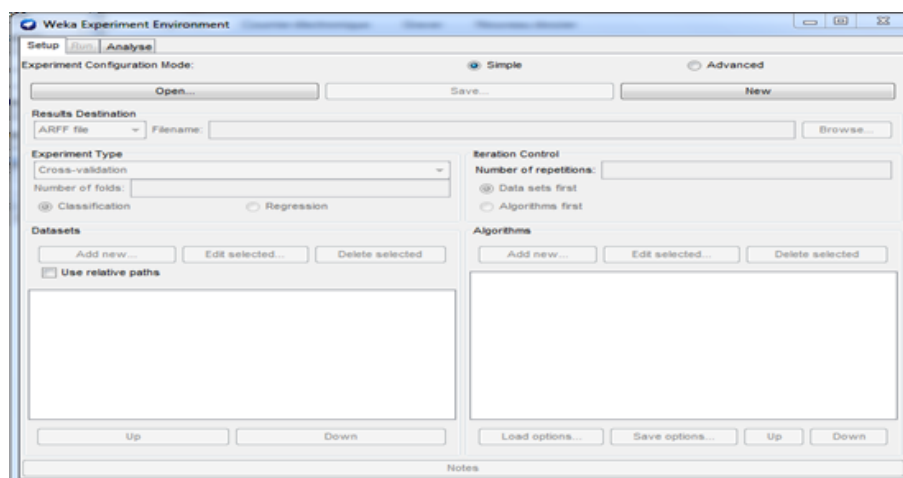 Weka Experiment Environment
Setup Run Analyse
Experiment Configuration Mode: Simple Advanced
Open... Save... New
Results Destination
ARFF file Filename: Browse...
Experiment Type Iteration Control
Cross-validation Number of repetitions:
Number of folds: Data sets first
Classification Regression Algorithms first
Datasets Algorithms
Add new... Edit selected... Delete selected Add new... Edit selected... Delete selected
Use relative paths
Up Down Load options... Save options... Up Down
Notes